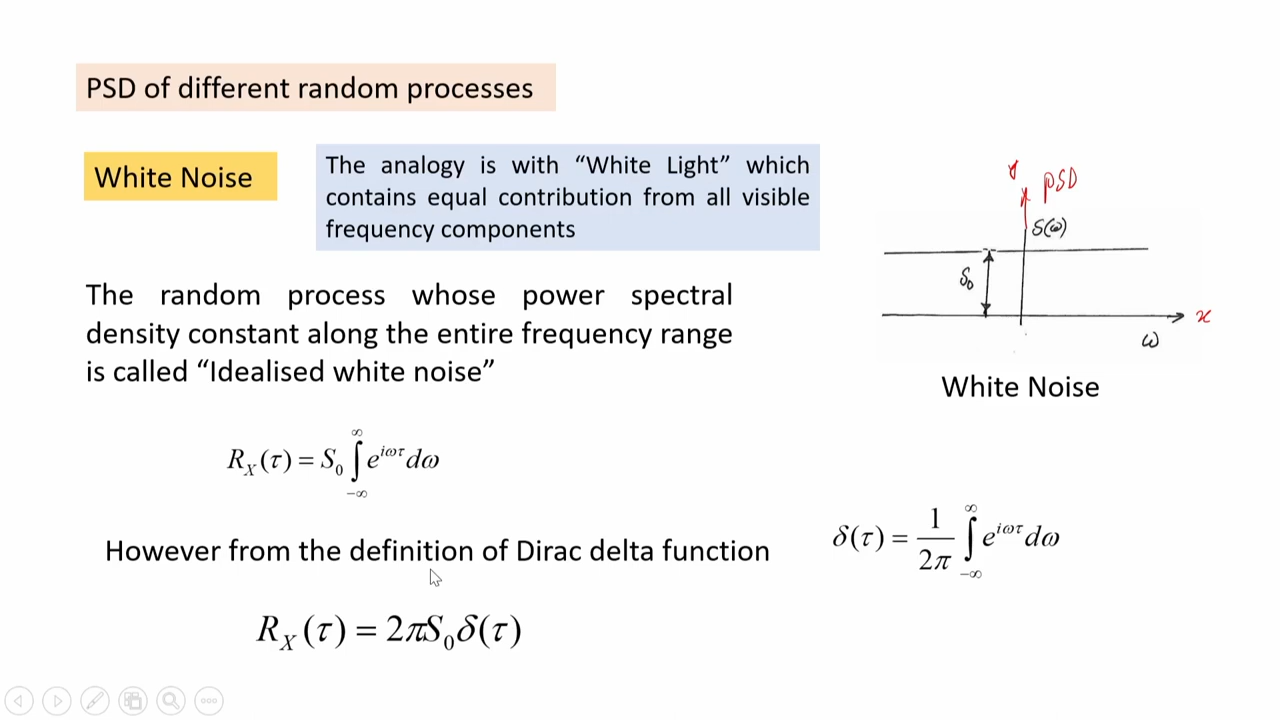 PSD of different random processes
White Noise
The analogy is with “White Light” which
contains equal contribution from all visible
frequency components
PSD
S(ω)
S₀
x
ω
White Noise
The random process whose power spectral
density constant along the entire frequency range
is called “Idealised white noise”
R_X(τ) = S₀ ∫_{-∞}^{∞} e^{iωτ} dω
However from the definition of Dirac delta function
δ(τ) = 1/2π ∫_{-∞}^{∞} e^{iωτ} dω
R_X(τ) = 2πS₀δ(τ)